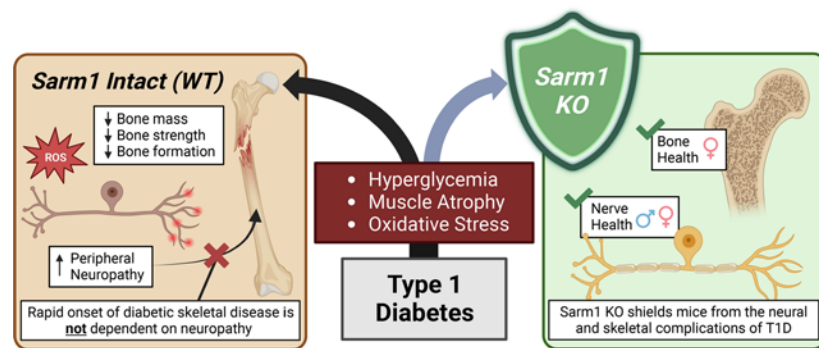 Sarm1 Intact (WT)
↓ Bone mass
↓ Bone strength
↓ Bone formation
ROS
↑ Peripheral
Neuropathy
Rapid onset of diabetic skeletal disease is
not dependent on neuropathy
• Hyperglycemia
• Muscle Atrophy
• Oxidative Stress
Type 1
Diabetes
Sarm1
KO
Bone
Health ♀
Nerve
Health ♂♀
Sarm1 KO shields mice from the neural
and skeletal complications of T1D